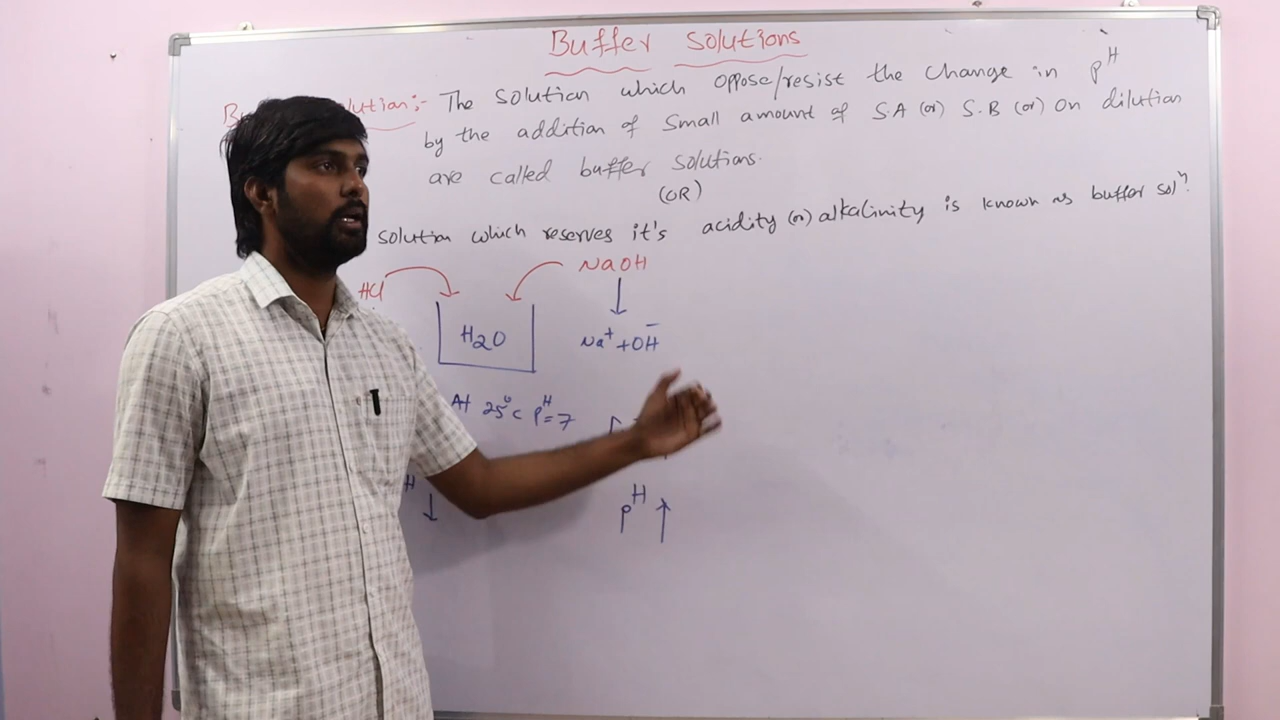 Buffer Solutions
lution:- The solution which oppose/resist the change in pH
by the addition of small amount of S.A (or) S.B (or) On dilution
are called buffer solutions.
(OR)
solution which reserves it's acidity (or) alkalinity is known as buffer solⁿ.
HCl NaOH
H2O Na⁺+OH⁻
At 25°c pH=7
H ↓ pH ↑